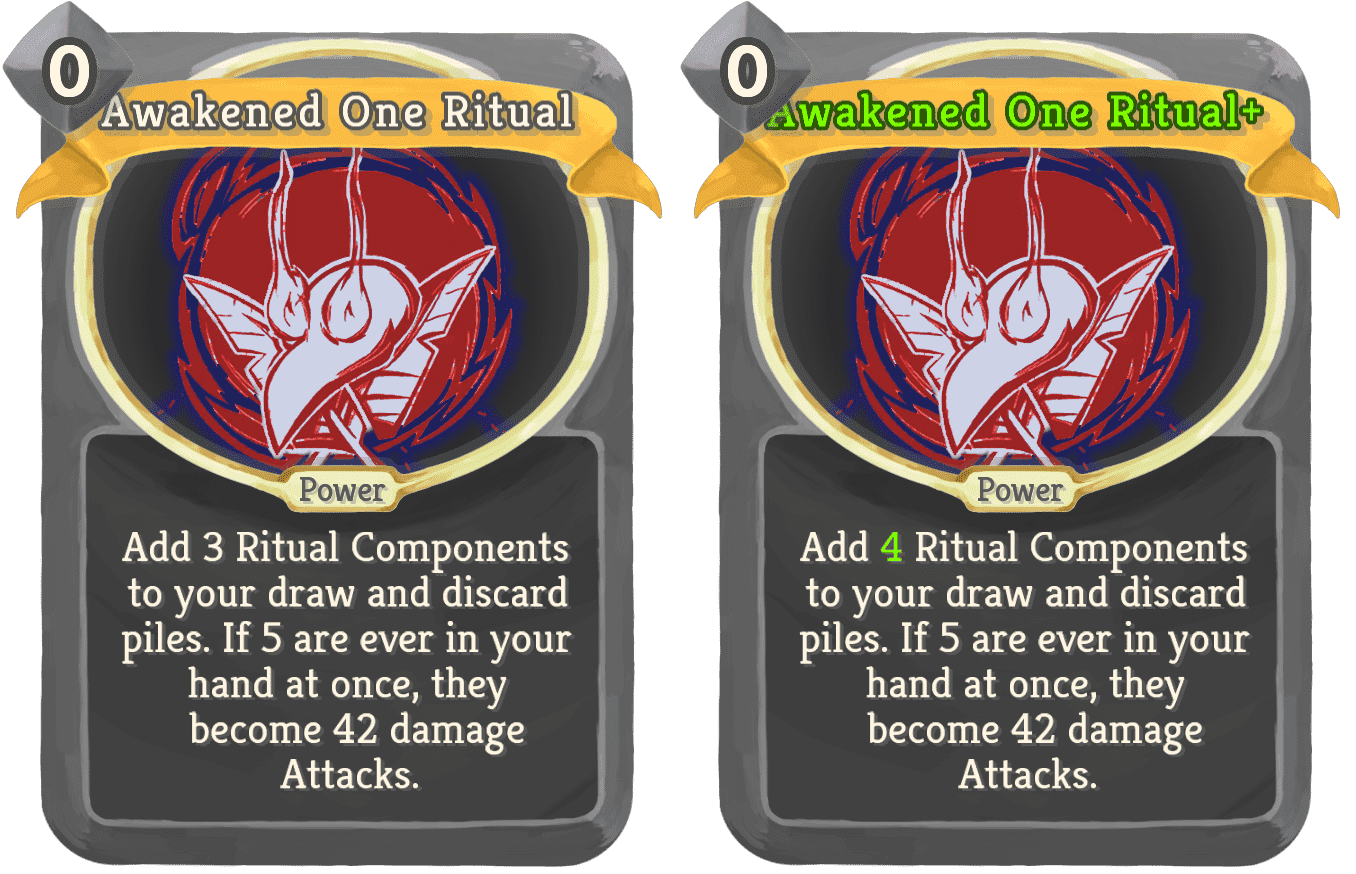 0
Awakened One Ritual
Power
Add 3 Ritual Components
to your draw and discard
piles. If 5 are ever in your
hand at once, they
become 42 damage
Attacks.
0
Awakened One Ritual+
Power
Add 4 Ritual Components
to your draw and discard
piles. If 5 are ever in your
hand at once, they
become 42 damage
Attacks.